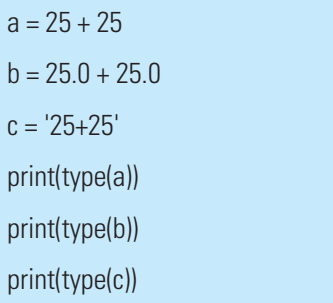 a = 25 + 25
b = 25.0 + 25.0
c = '25+25'
print(type(a))
print(type(b))
print(type(c))